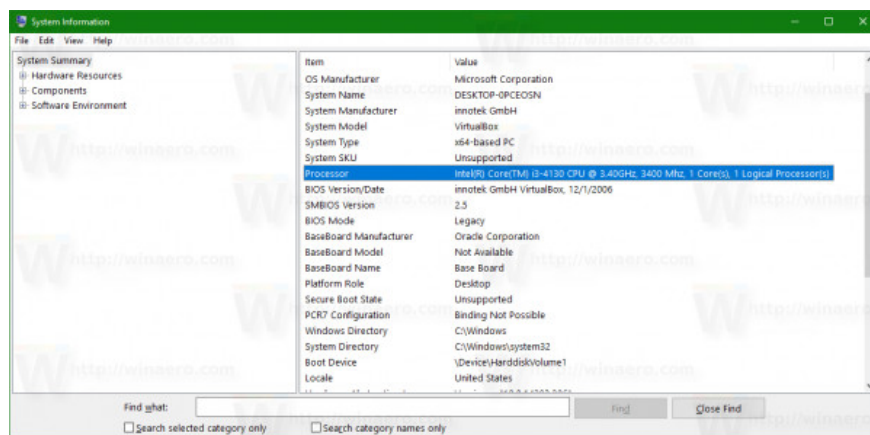 System Information
File Edit View Help
System Summary
Hardware Resources
Components
Software Environment
Item Value
OS Manufacturer Microsoft Corporation
System Name DESKTOP-0PCEOSN
System Manufacturer innotek GmbH
System Model VirtualBox
System Type x64-based PC
System SKU Unsupported
Processor Intel(R) Core(TM) i3-4130 CPU @ 3.40GHz, 3400 Mhz, 1 Core(s), 1 Logical Processor(s)
BIOS Version/Date innotek GmbH VirtualBox, 12/1/2006
SMBIOS Version 2.5
BIOS Mode Legacy
BaseBoard Manufacturer Oracle Corporation
BaseBoard Model Not Available
BaseBoard Name Base Board
Platform Role Desktop
Secure Boot State Unsupported
PCR7 Configuration Binding Not Possible
Windows Directory C:\Windows
System Directory C:\Windows\system32
Boot Device \Device\HarddiskVolume1
Locale United States
Find what: Find Close Find
Search selected category only Search category names only
http://winaero.com